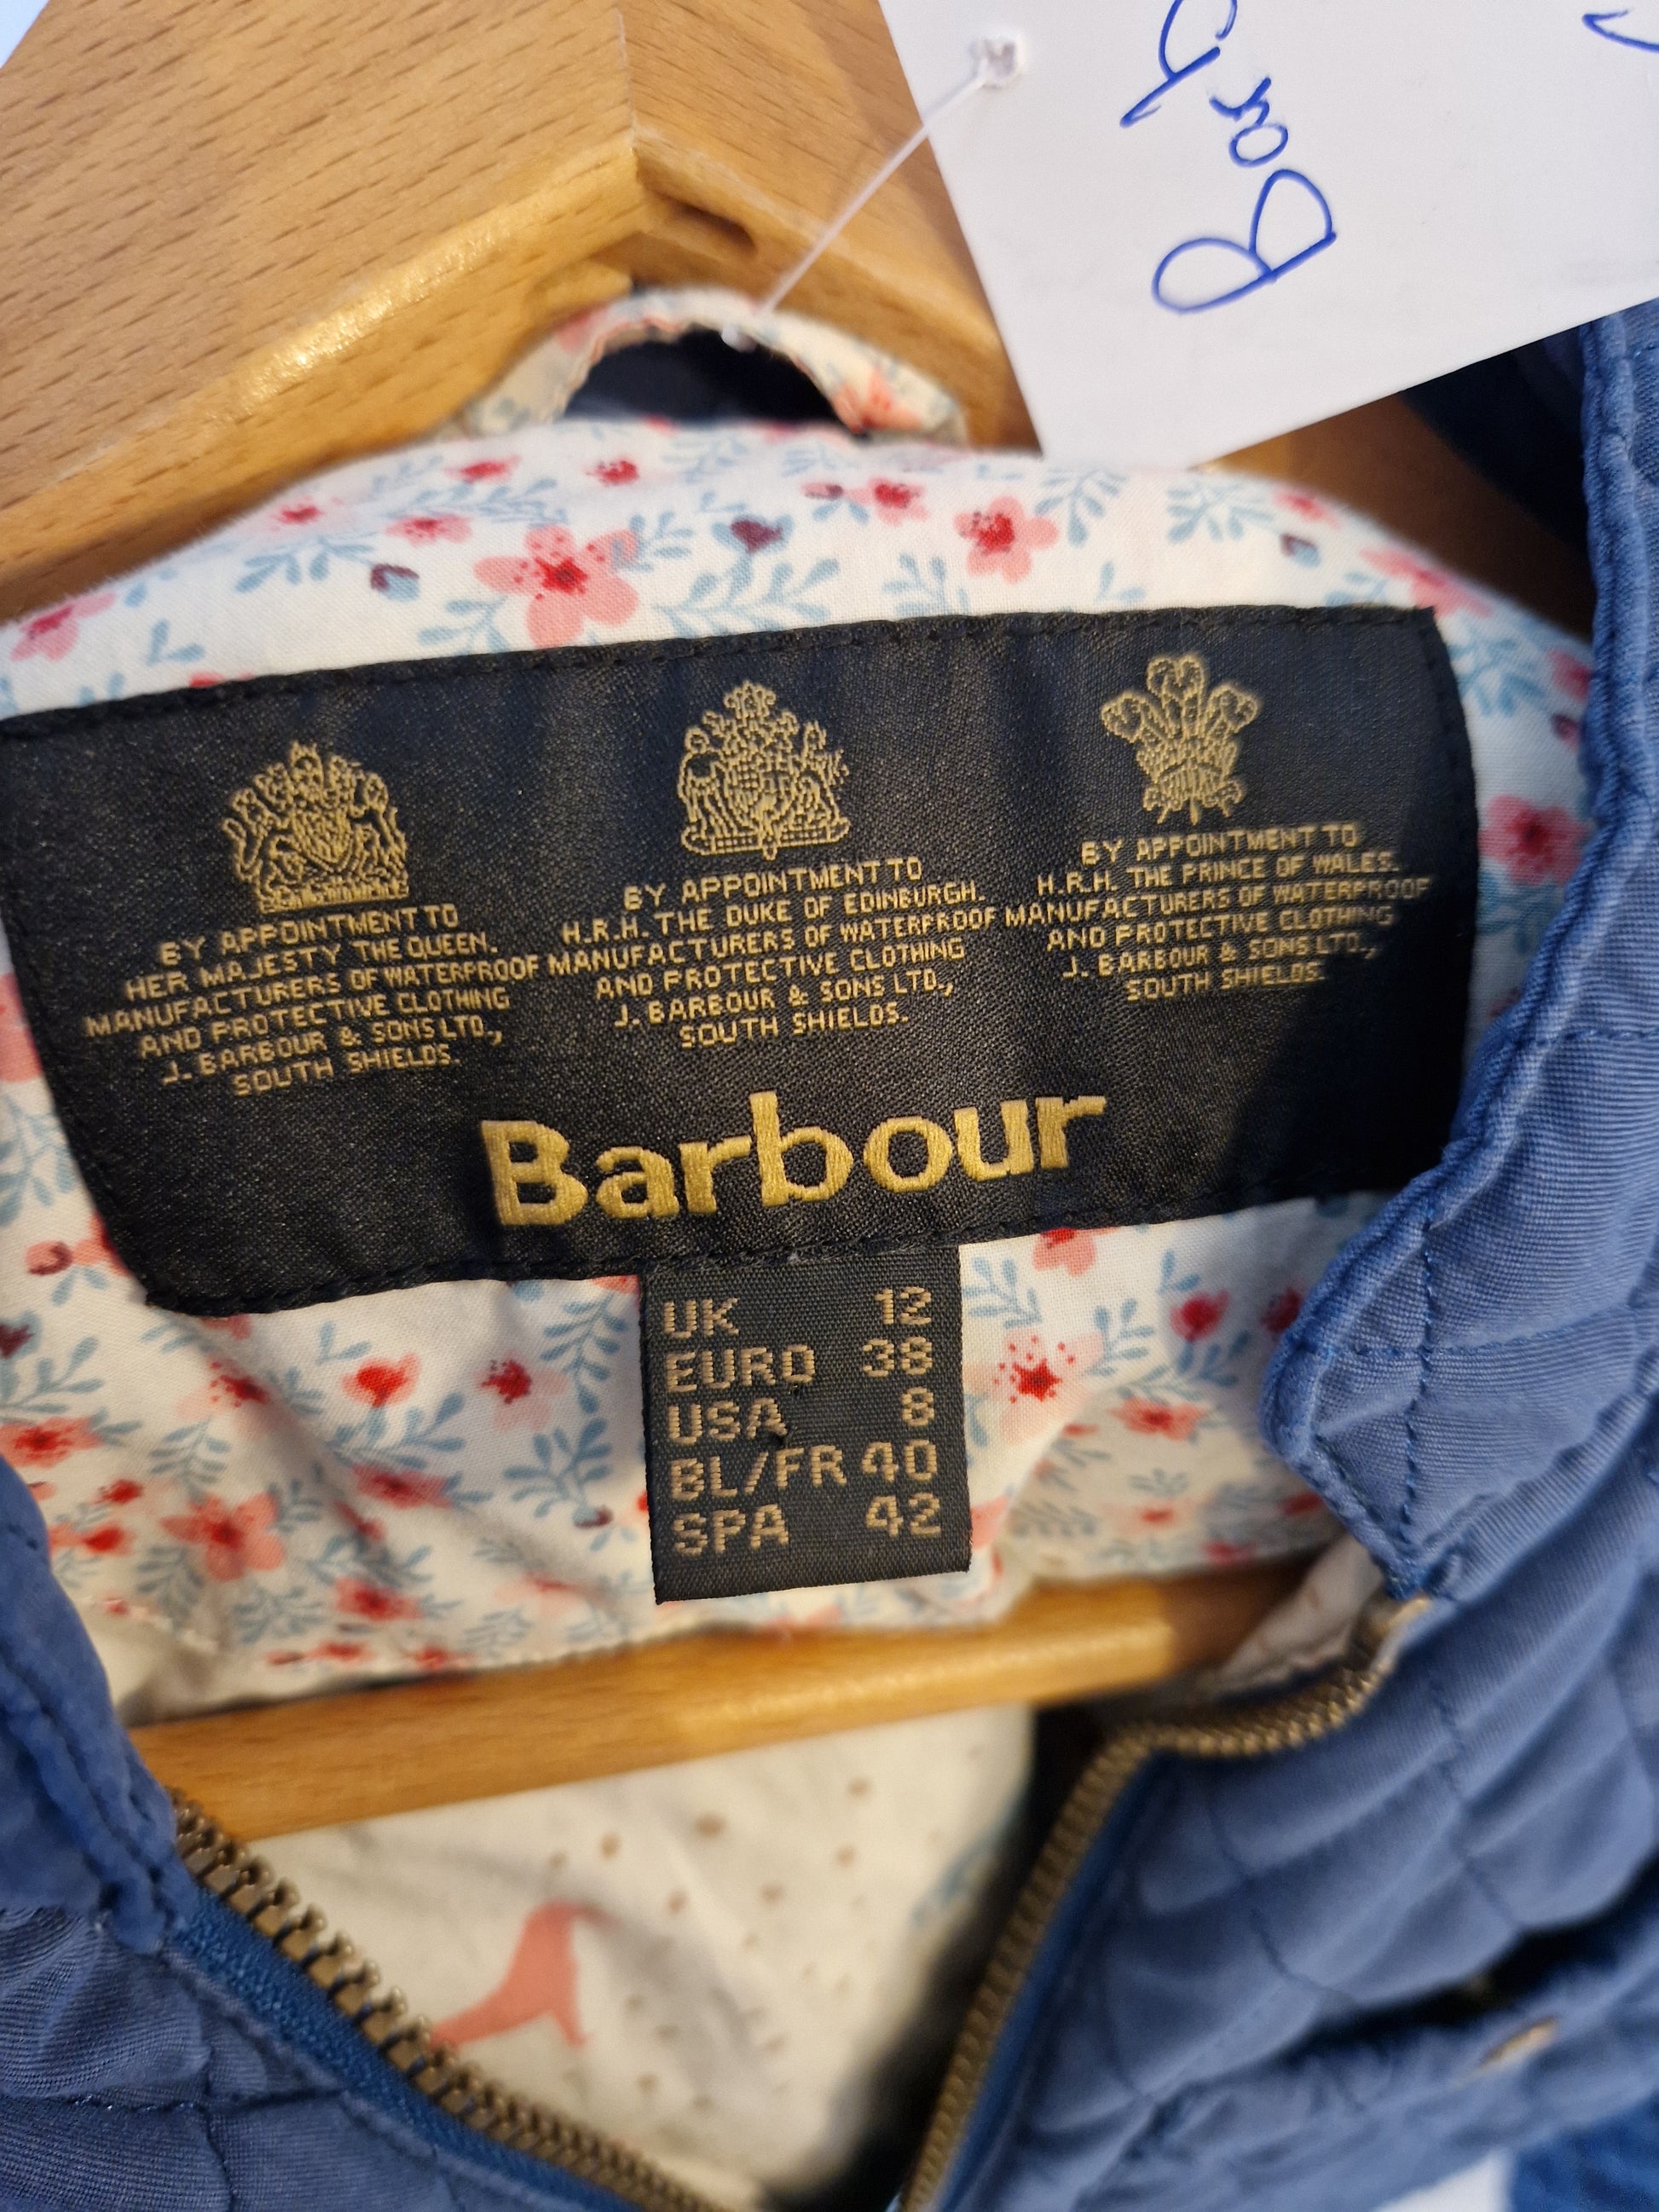 Barb
BY APPOINTMENT TO
HER MAJESTY THE QUEEN.
MANUFACTURERS OF WATERPROOF
AND PROTECTIVE CLOTHING
J. BARBOUR & SONS LTD.,
SOUTH SHIELDS.
BY APPOINTMENT TO
H.R.H. THE DUKE OF EDINBURGH.
MANUFACTURERS OF WATERPROOF
AND PROTECTIVE CLOTHING
J. BARBOUR & SONS LTD.,
SOUTH SHIELDS.
BY APPOINTMENT TO
H.R.H. THE PRINCE OF WALES.
MANUFACTURERS OF WATERPROOF
AND PROTECTIVE CLOTHING
J. BARBOUR & SONS LTD.,
SOUTH SHIELDS.
Barbour
UK 12
EURO 38
USA 8
BL/FR 40
SPA 42